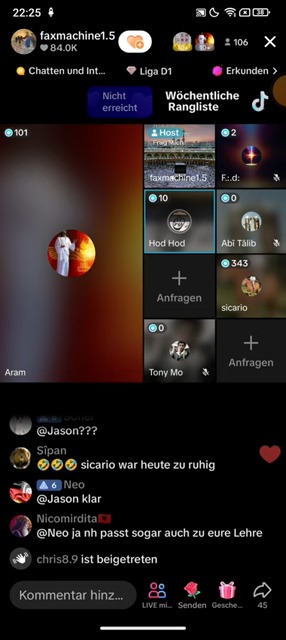 22:25
38
faxmachine1.5
84.0K
10+
106
Chatten und Int...
Liga D1
Erkunden
Nicht erreicht
Wöchentliche
Rangliste
101
Host
faxmachine1.5
2
F.:.d:
10
Hod Hod
0
Abī Tālib
Anfragen
343
sicario
0
Tony Mo
Anfragen
Aram
@Jason???
Sîpan
🤣🤣🤣 sicario war heute zu ruhig
6 Neo
@Jason klar
Nicomirdita🇦🇱
@Neo ja nh passt sogar auch zu eure Lehre
chris8.9 ist beigetreten
Kommentar hinz...
LIVE mi...
Senden
Gesche...
45